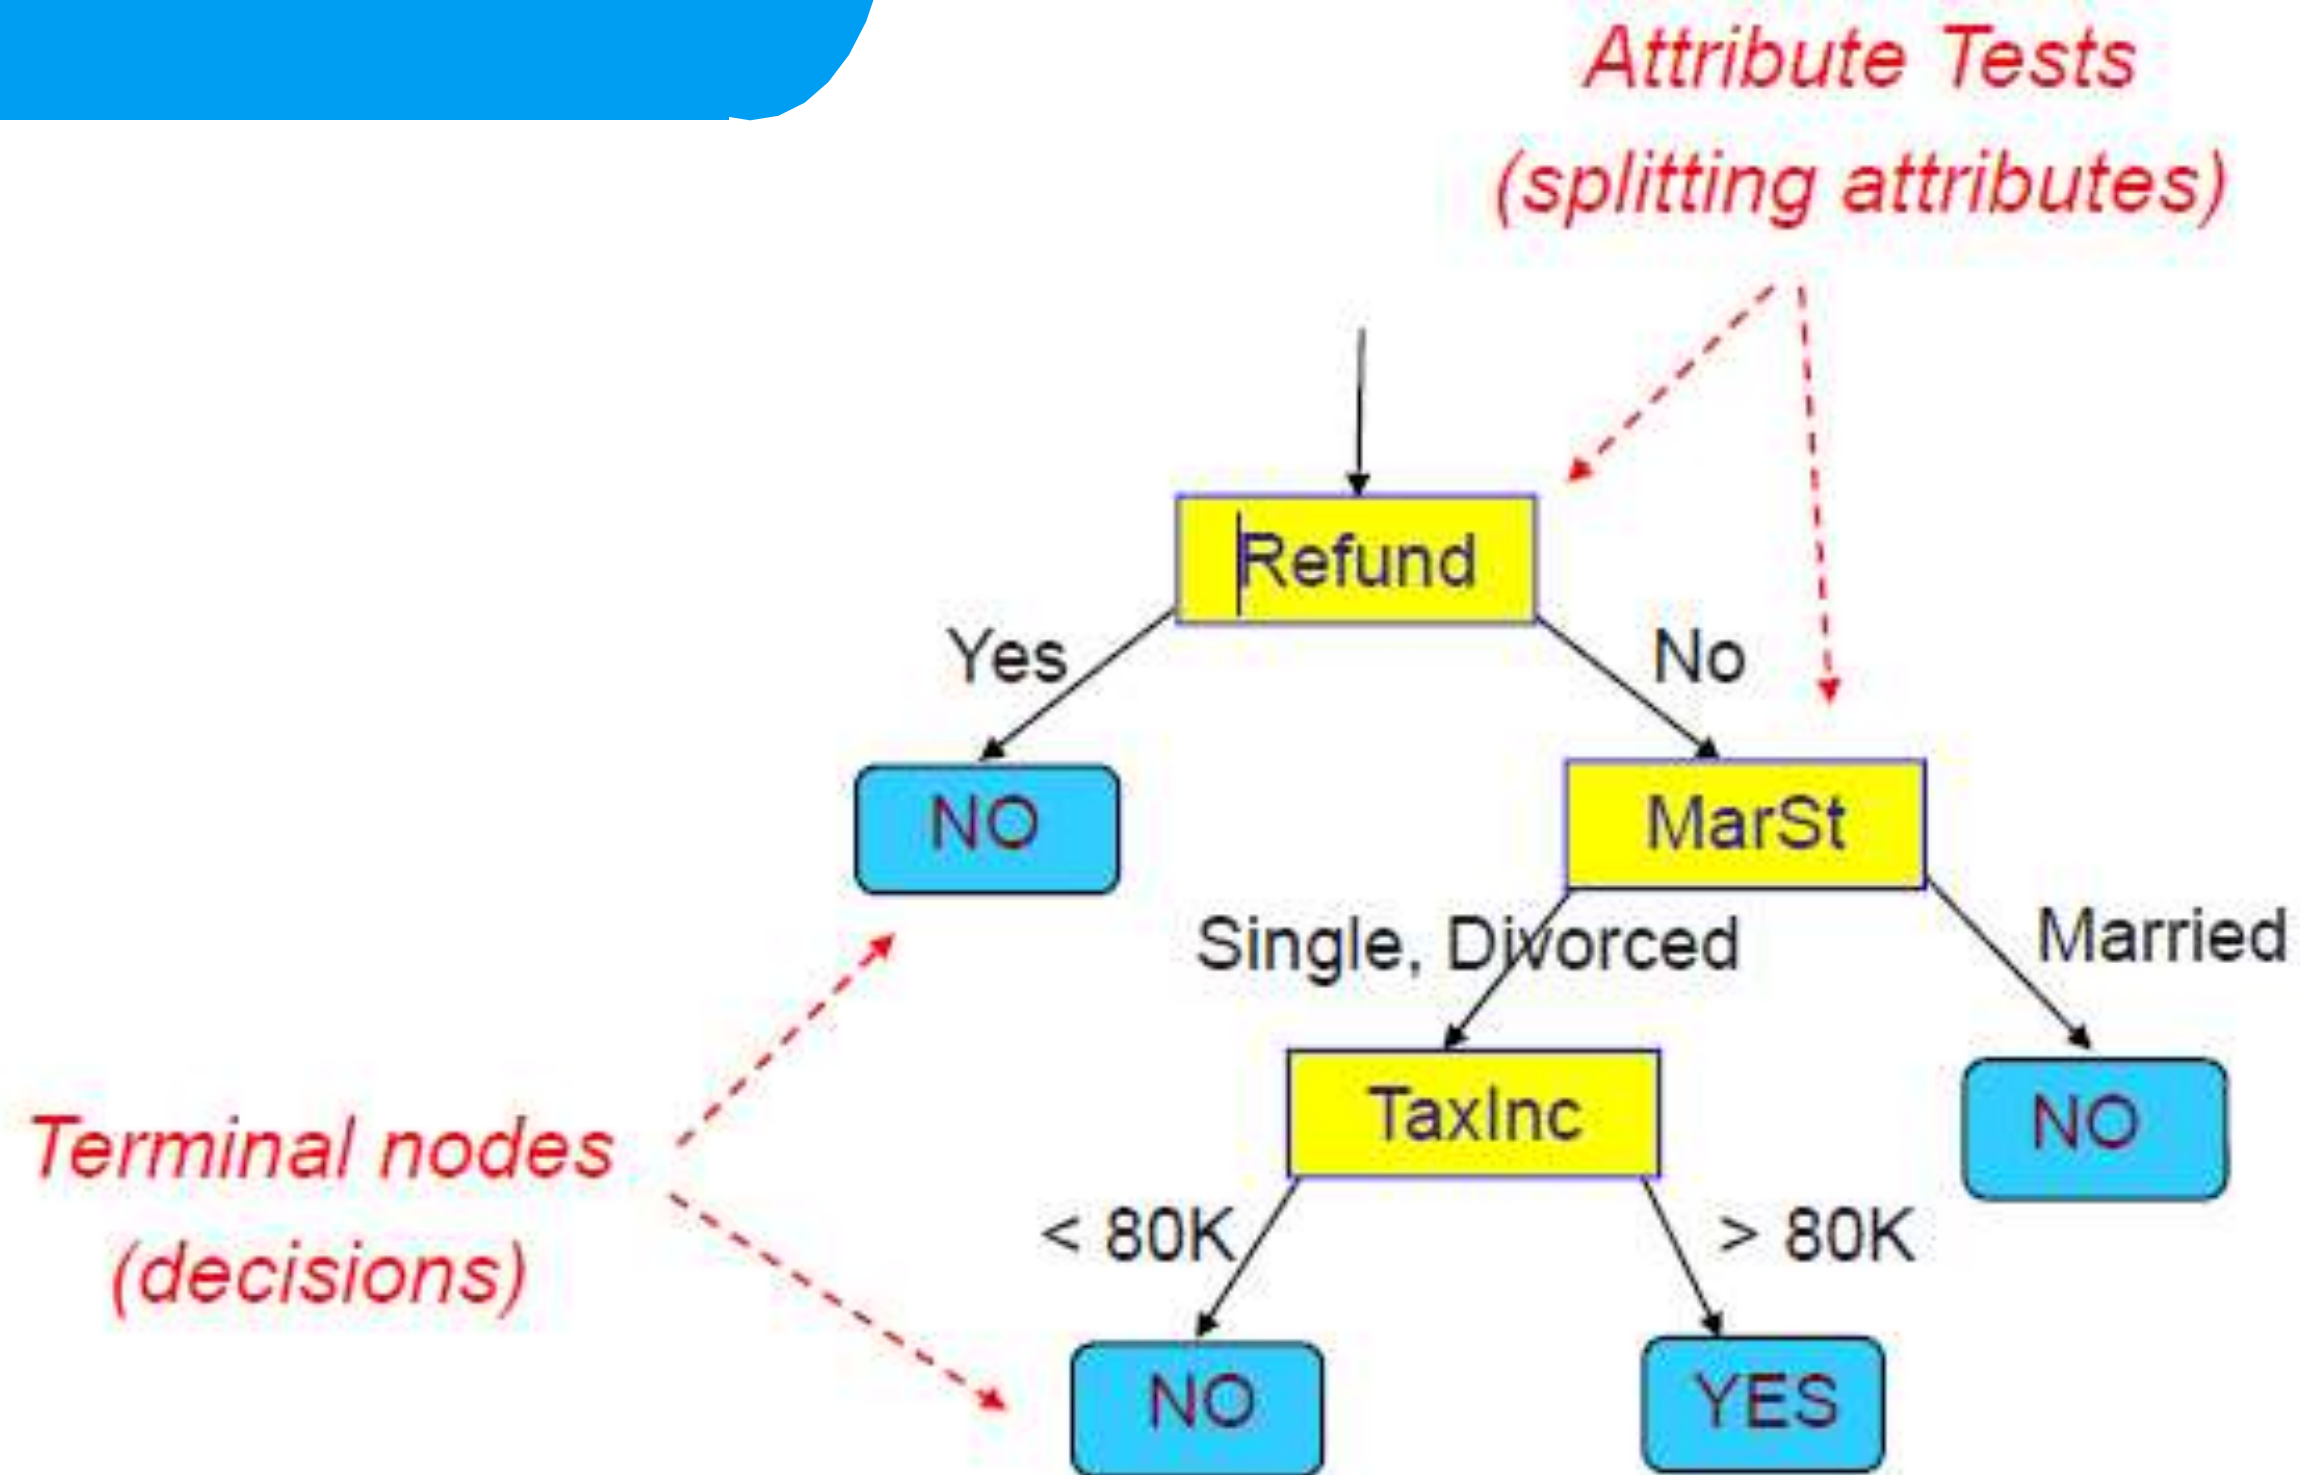 Attribute Tests
(splitting attributes)
Refund
Yes
No
NO
MarSt
Single, Divorced
Married
TaxInc
NO
Terminal nodes
(decisions)
< 80K
> 80K
NO
YES